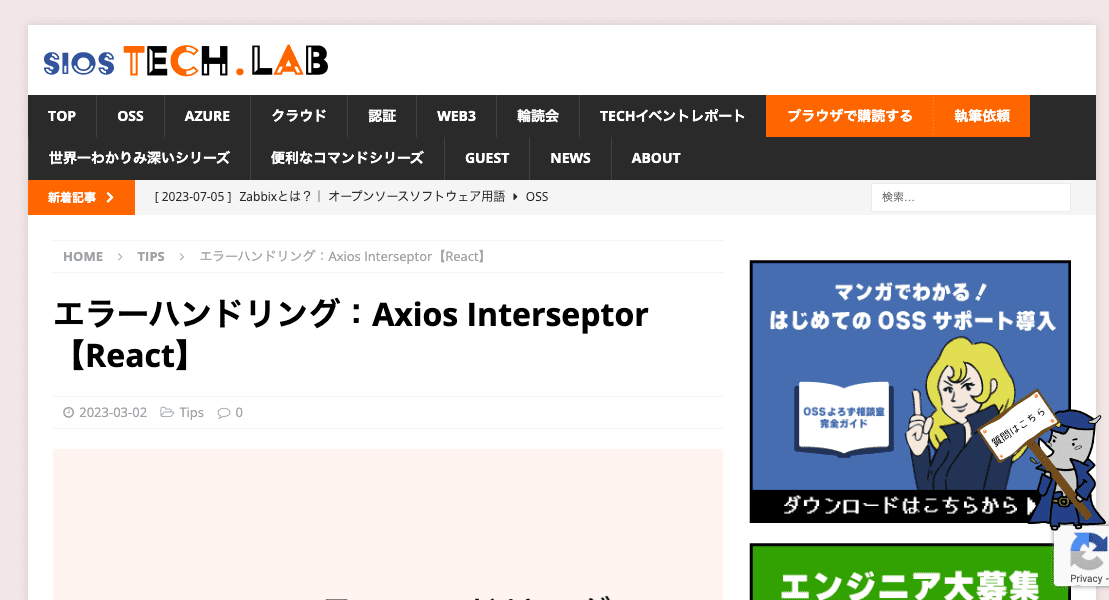 SIOS TECH.LAB
TOP OSS AZURE クラウド 認証 WEB3 輪読会 TECHイベントレポート ブラウザで購読する 執筆依頼
世界一わかりみ深いシリーズ 便利なコマンドシリーズ GUEST NEWS ABOUT
新着記事 [ 2023-07-05 ] Zabbixとは？｜ オープンソースソフトウェア用語 OSS 検索…
HOME TIPS エラーハンドリング：Axios Interseptor【React】
エラーハンドリング：Axios Interseptor
【React】
2023-03-02 Tips 0
マンガでわかる！
はじめての OSS サポート導入
OSSよろず相談室
完全ガイド
質問はこちら
ダウンロードはこちらから
エンジニア大募集
Privacy -